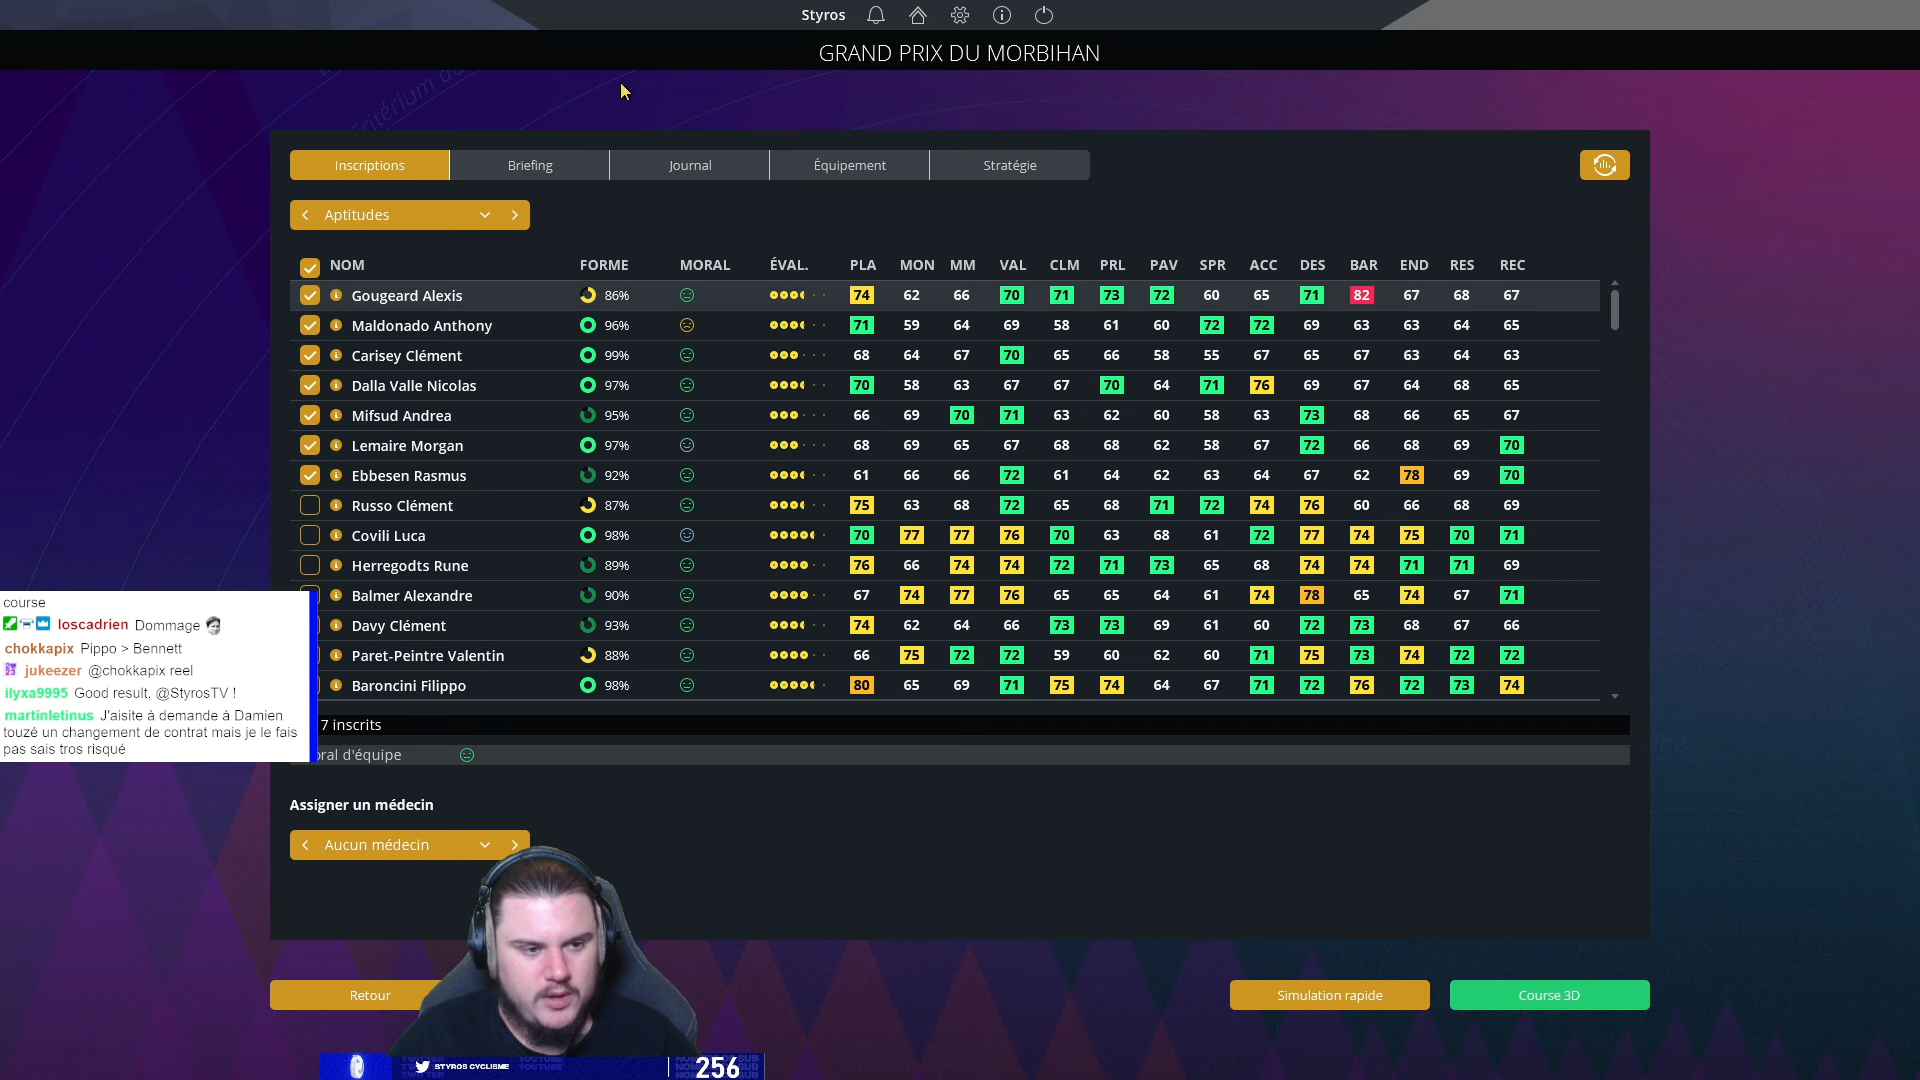 Styros
GRAND PRIX DU MORBIHAN
Inscriptions
Briefing
Journal
Équipement
Stratégie
Aptitudes
NOM FORME MORAL ÉVAL. PLA MON MM VAL CLM PRL PAV SPR ACC DES BAR END RES REC
Gougeard Alexis 86% 74 62 66 70 71 73 72 60 65 71 82 67 68 67
Maldonado Anthony 96% 71 59 64 69 58 61 60 72 72 69 63 63 64 65
Carisey Clément 99% 68 64 67 70 65 66 58 55 67 65 67 63 64 63
Dalla Valle Nicolas 97% 70 58 63 67 67 70 64 71 76 69 67 64 68 65
Mifsud Andrea 95% 66 69 70 71 63 62 60 58 63 73 68 66 65 67
Lemaire Morgan 97% 68 69 65 67 68 68 62 58 67 72 66 68 69 70
Ebbesen Rasmus 92% 61 66 66 72 61 64 62 63 64 67 62 78 69 70
Russo Clément 87% 75 63 68 72 65 68 71 72 74 76 60 66 68 69
Covili Luca 98% 70 77 77 76 70 63 68 61 72 77 74 75 70 71
Herregodts Rune 89% 76 66 74 74 72 71 73 65 68 74 74 71 71 69
Balmer Alexandre 90% 67 74 77 76 65 65 64 61 74 78 65 74 67 71
Davy Clément 93% 74 62 64 66 73 73 69 61 60 72 73 68 67 66
Paret-Peintre Valentin 88% 66 75 72 72 59 60 62 60 71 75 73 74 72 72
Baroncini Filippo 98% 80 65 69 71 75 74 64 67 71 72 76 72 73 74
7 inscrits
oral d'équipe
course
loscadrien Dommage
chokkapix Pippo > Bennett
jukeezer @chokkapix reel
ilyxa9995 Good result, @StyrosTV !
martinletinus J'aisite à demande à Damien
touzé un changement de contrat mais je le fais
pas sais tros risqué
Assigner un médecin
Aucun médecin
Retour
Simulation rapide
Course 3D
STYROS CYCLISME
256